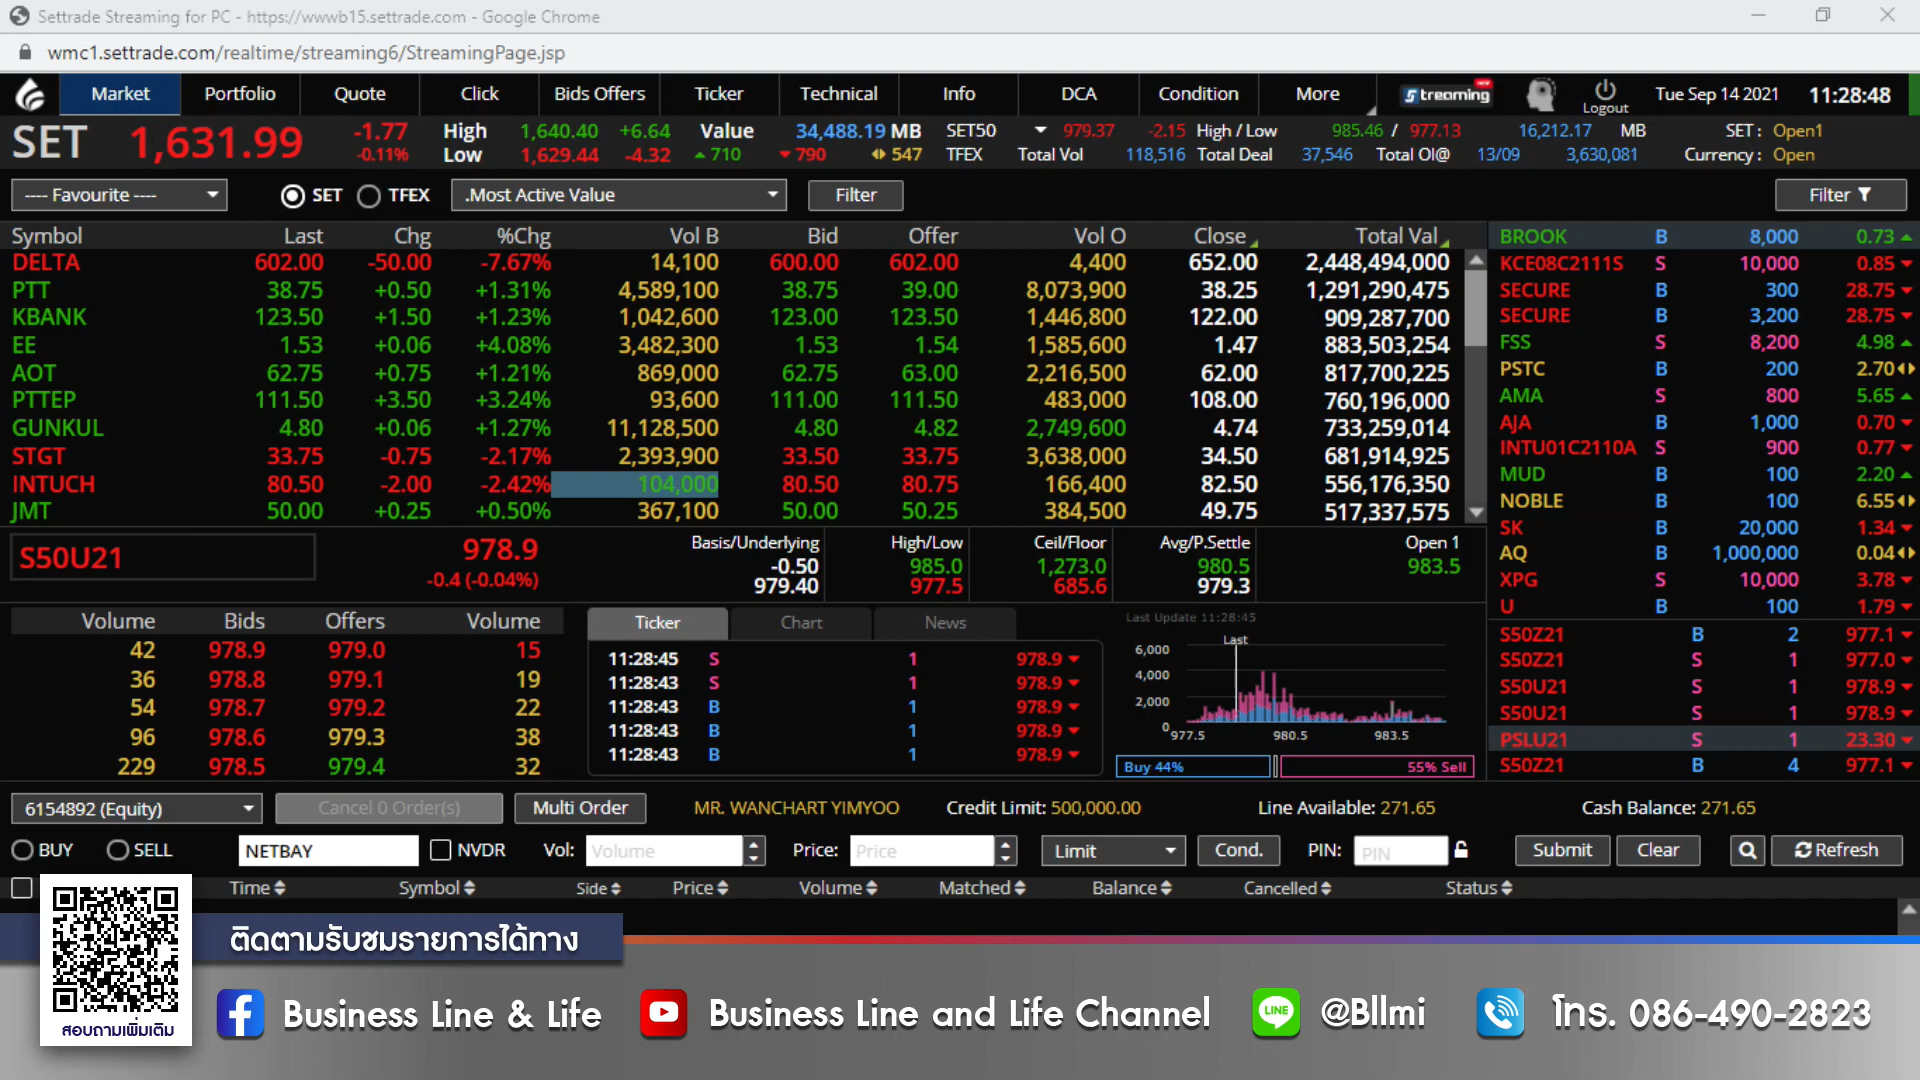 Settrade Streaming for PC - https://wwwb15.settrade.com - Google Chrome
wmc1.settrade.com/realtime/streaming6/StreamingPage.jsp
Market Portfolio Quote Click Bids Offers Ticker Technical Info DCA Condition More Streaming Logout Tue Sep 14 2021 11:28:48
SET 1,631.99 -1.77 -0.11%
High 1,640.40 +6.64 Value 34,488.19 MB SET50 979.37 -2.15 High / Low 985.46 / 977.13 16,212.17 MB SET : Open1
Low 1,629.44 -4.32 710 790 547 TFEX Total Vol 118,516 Total Deal 37,546 Total OI@ 13/09 3,630,081 Currency : Open
---- Favourite ---- SET TFEX .Most Active Value Filter Filter
Symbol Last Chg %Chg Vol B Bid Offer Vol O Close Total Val
DELTA 602.00 -50.00 -7.67% 14,100 600.00 602.00 4,400 652.00 2,448,494,000
PTT 38.75 +0.50 +1.31% 4,589,100 38.75 39.00 8,073,900 38.25 1,291,290,475
KBANK 123.50 +1.50 +1.23% 1,042,600 123.00 123.50 1,446,800 122.00 909,287,700
EE 1.53 +0.06 +4.08% 3,482,300 1.53 1.54 1,585,600 1.47 883,503,254
AOT 62.75 +0.75 +1.21% 869,000 62.75 63.00 2,216,500 62.00 817,700,225
PTTEP 111.50 +3.50 +3.24% 93,600 111.00 111.50 483,000 108.00 760,196,000
GUNKUL 4.80 +0.06 +1.27% 11,128,500 4.80 4.82 2,749,600 4.74 733,259,014
STGT 33.75 -0.75 -2.17% 2,393,900 33.50 33.75 3,638,000 34.50 681,914,925
INTUCH 80.50 -2.00 -2.42% 104,000 80.50 80.75 166,400 82.50 556,176,350
JMT 50.00 +0.25 +0.50% 367,100 50.00 50.25 384,500 49.75 517,337,575
BROOK B 8,000 0.73
KCE08C2111S S 10,000 0.85
SECURE B 300 28.75
SECURE B 3,200 28.75
FSS S 8,200 4.98
PSTC B 200 2.70
AMA S 800 5.65
AJA B 1,000 0.70
INTU01C2110A S 900 0.77
MUD B 100 2.20
NOBLE B 100 6.55
SK B 20,000 1.34
AQ B 1,000,000 0.04
XPG S 10,000 3.78
U B 100 1.79
S50Z21 B 2 977.1
S50Z21 S 1 977.0
S50U21 S 1 978.9
S50U21 S 1 978.9
PSLU21 S 1 23.30
S50Z21 B 4 977.1
S50U21 978.9 -0.4 (-0.04%)
Basis/Underlying High/Low Ceil/Floor Avg/P.Settle Open 1
-0.50 985.0 1,273.0 980.5 983.5
979.40 977.5 685.6 979.3
Volume Bids Offers Volume
42 978.9 979.0 15
36 978.8 979.1 19
54 978.7 979.2 22
96 978.6 979.3 38
229 978.5 979.4 32
Ticker Chart News
11:28:45 S 1 978.9
11:28:43 S 1 978.9
11:28:43 B 1 978.9
11:28:43 B 1 978.9
11:28:43 B 1 978.9
Last Update 11:28:45
Last
6,000
4,000
2,000
0
977.5 980.5 983.5
Buy 44% 55% Sell
6154892 (Equity) Cancel 0 Order(s) Multi Order MR. WANCHART YIMYOO Credit Limit: 500,000.00 Line Available: 271.65 Cash Balance: 271.65
BUY SELL NETBAY NVDR Vol: Volume Price: Price Limit Cond. PIN: PIN Submit Clear Refresh
Time Symbol Side Price Volume Matched Balance Cancelled Status
ติดตามรับชมรายการได้ทาง
สอบถามเพิ่มเติม
Business Line & Life Business Line and Life Channel LINE @Bllmi โทร. 086-490-2823